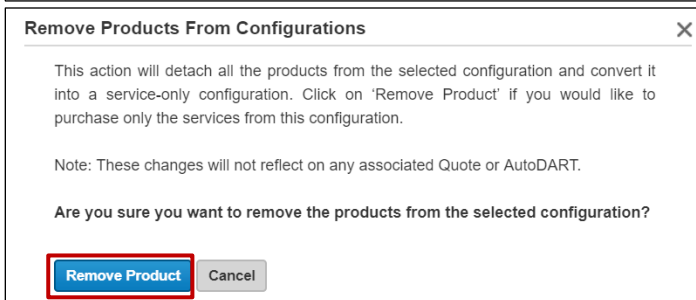 Remove Products From Configurations
This action will detach all the products from the selected configuration and convert it
into a service-only configuration. Click on ‘Remove Product’ if you would like to
purchase only the services from this configuration.
Note: These changes will not reflect on any associated Quote or AutoDART.
Are you sure you want to remove the products from the selected configuration?
Remove Product Cancel